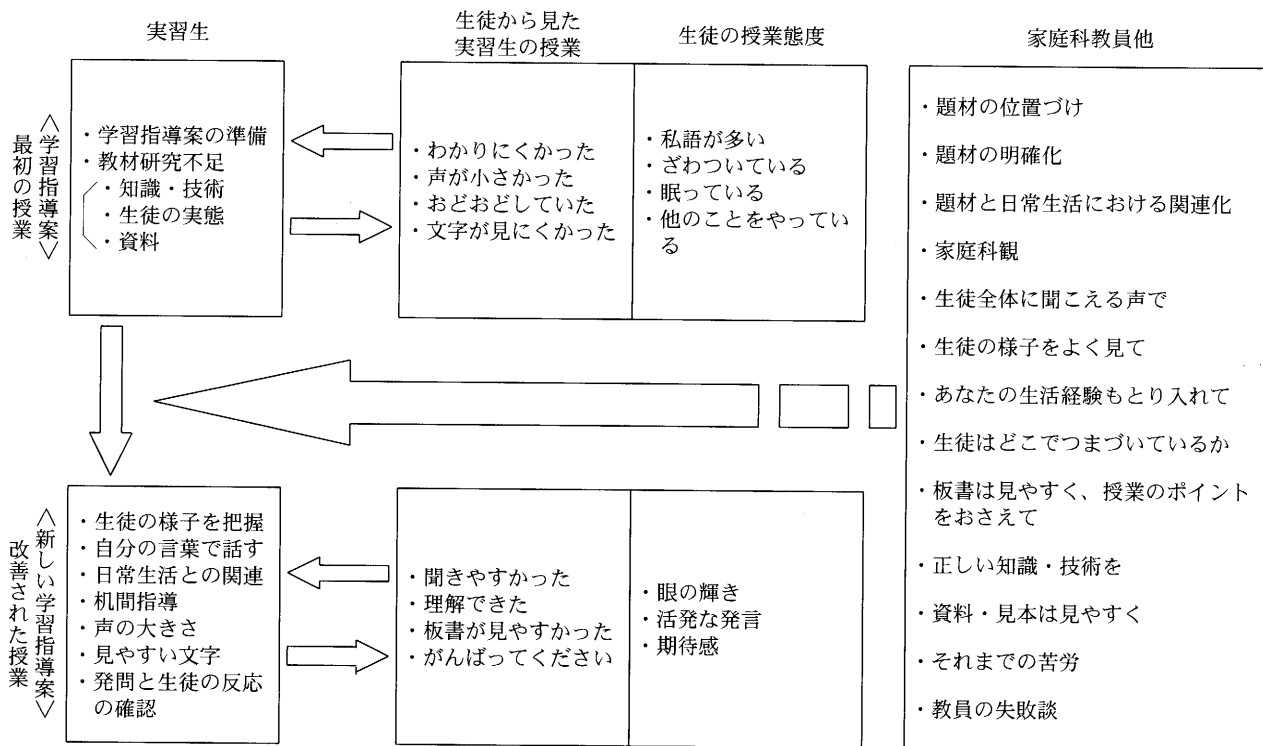 実習生
生徒から見た
実習生の授業
生徒の授業態度
家庭科教員他
〈学習指導案〉
最初の授業
・学習指導案の準備
・教材研究不足
・知識・技術
・生徒の実態
・資料
・わかりにくかった
・声が小さかった
・おどおどしていた
・文字が見にくかった
・私語が多い
・ざわついている
・眠っている
・他のことをやってい
る
〈新しい学習指導案〉
改善された授業
・生徒の様子を把握
・自分の言葉で話す
・日常生活との関連
・机間指導
・声の大きさ
・見やすい文字
・発問と生徒の反応
の確認
・聞きやすかった
・理解できた
・板書が見やすかった
・がんばってください
・眼の輝き
・活発な発言
・期待感
・題材の位置づけ
・題材の明確化
・題材と日常生活における関連化
・家庭科観
・生徒全体に聞こえる声で
・生徒の様子をよく見て
・あなたの生活経験もとり入れて
・生徒はどこでつまづいているか
・板書は見やすく、授業のポイント
をおさえて
・正しい知識・技術を
・資料・見本は見やすく
・それまでの苦労
・教員の失敗談